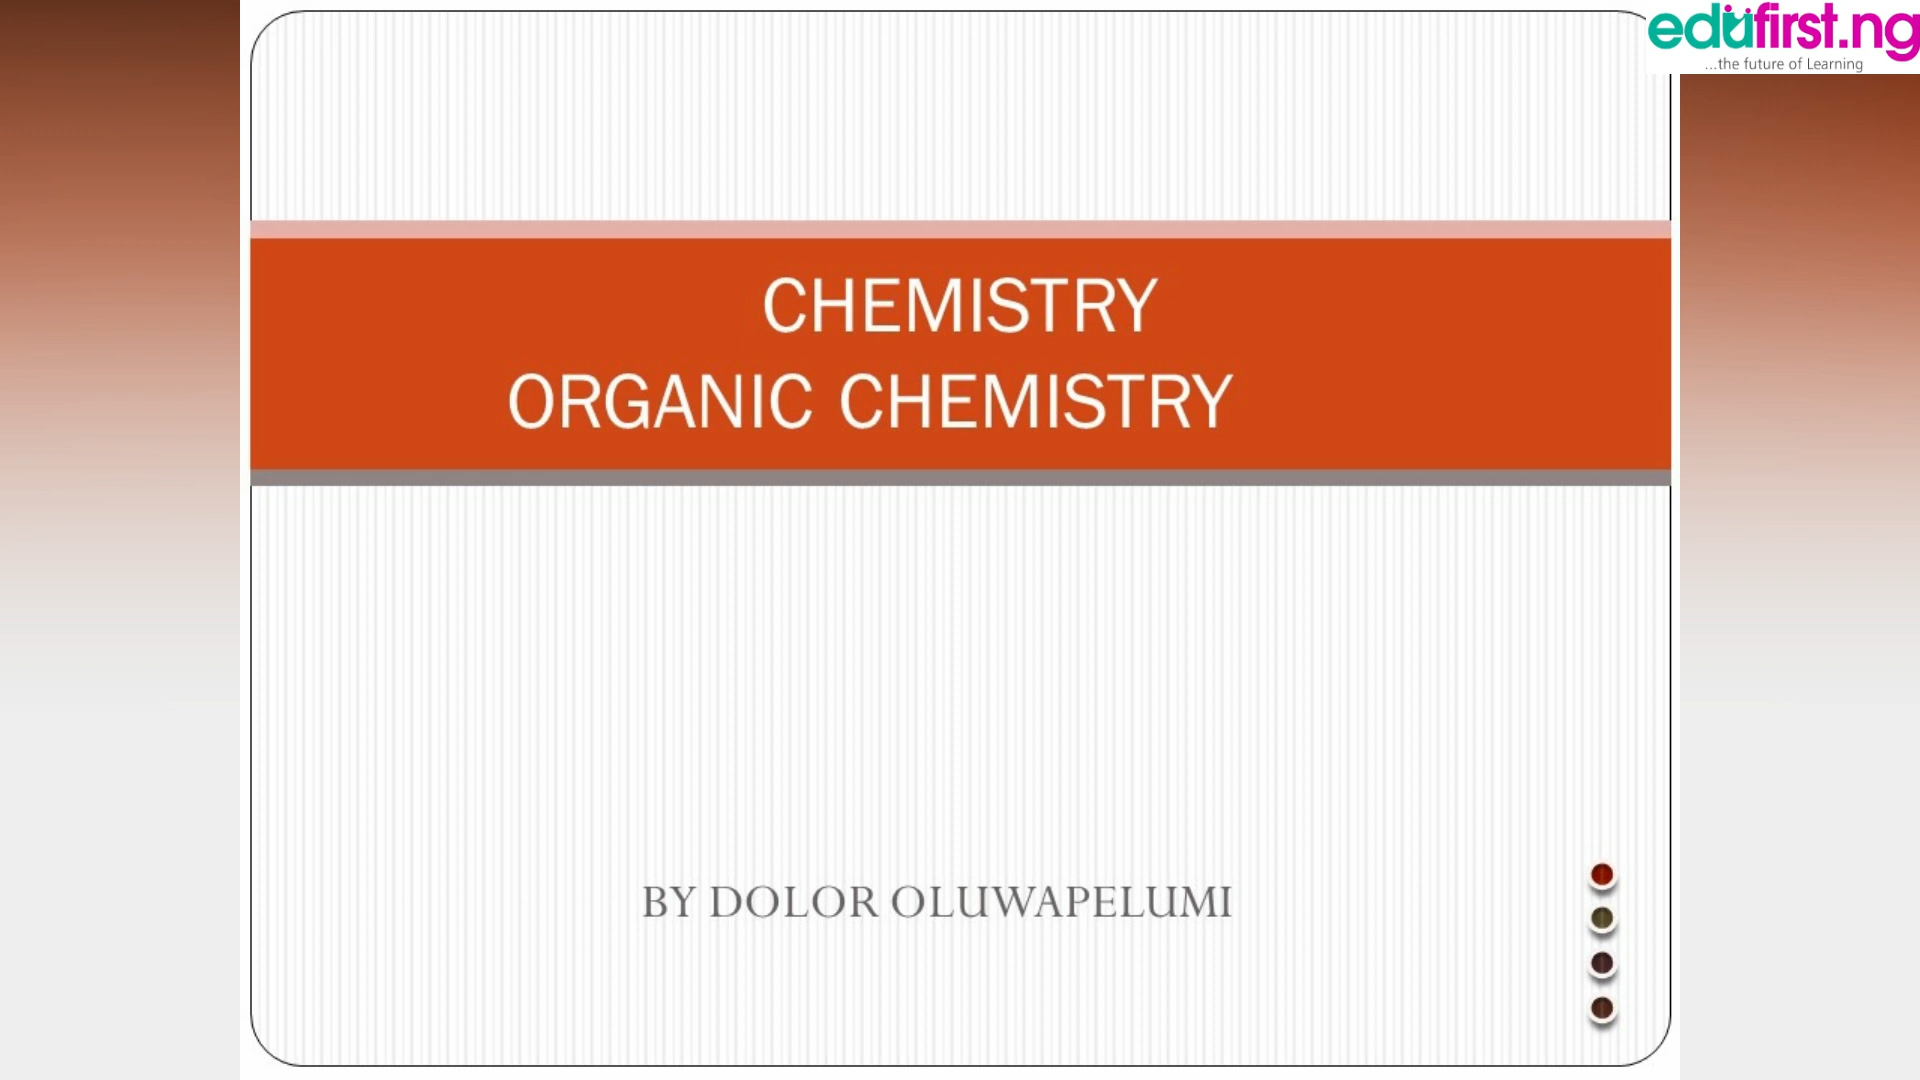 edufirst.ng
...the future of Learning
CHEMISTRY
ORGANIC CHEMISTRY
BY DOLOR OLUWAPELUMI